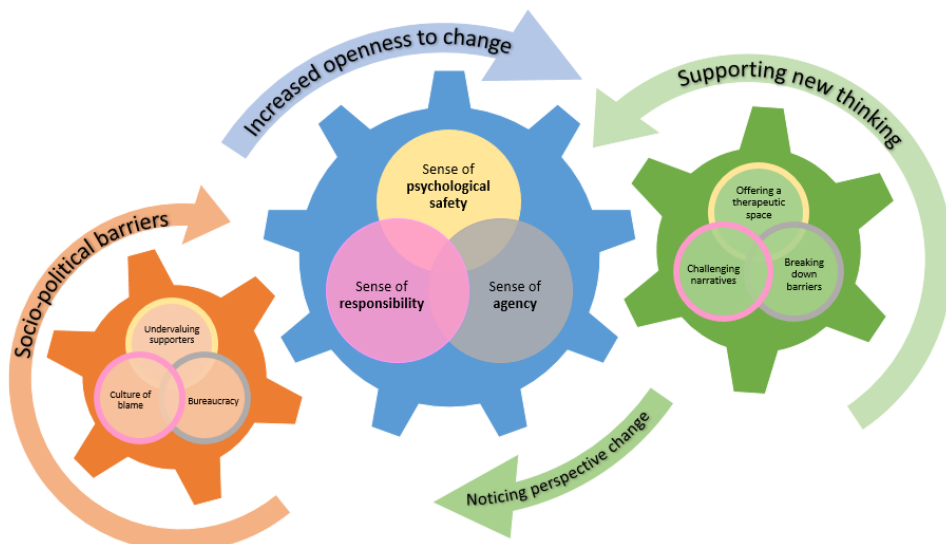 Increased openness to change
Supporting new thinking
Sense of
psychological
safety
Sense of
responsibility
Sense of
agency
Offering a
therapeutic
space
Challenging
narratives
Breaking
down
barriers
Socio-political barriers
Undervaluing
supporters
Culture of
blame
Bureaucracy
Noticing perspective change